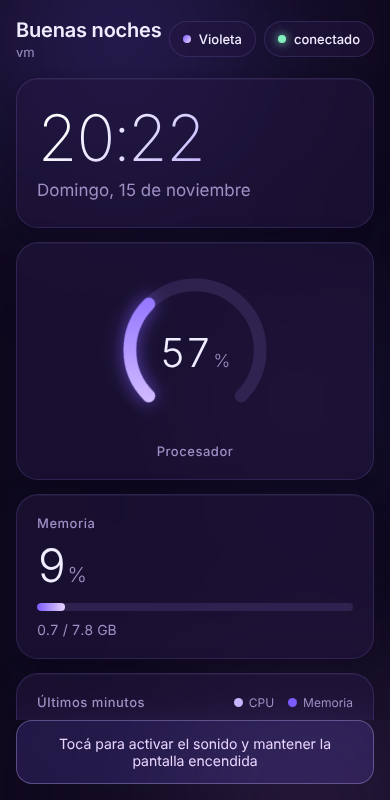 Buenas noches
vm
Violeta
conectado
20:22
Domingo, 15 de noviembre
57 %
Procesador
Memoria
9 %
0.7 / 7.8 GB
Últimos minutos
CPU
Memoria
Tocá para activar el sonido y mantener la
pantalla encendida